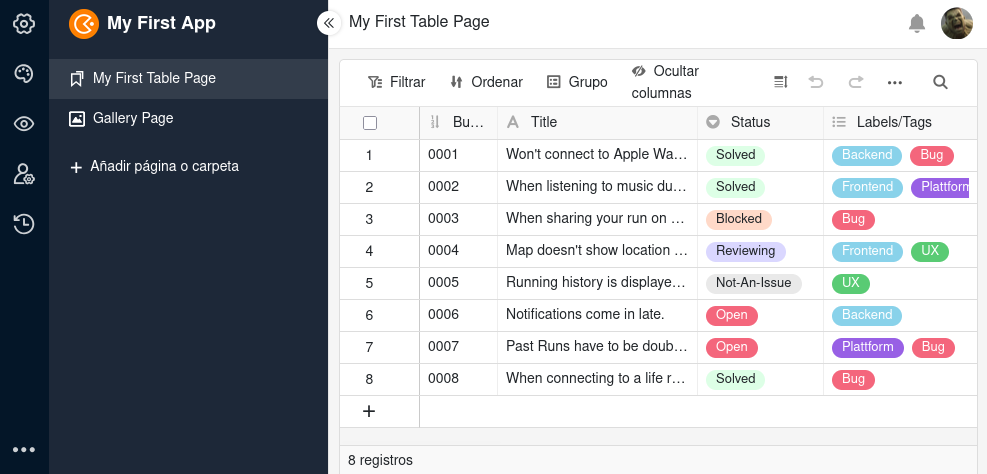 My First App
My First Table Page
My First Table Page
Gallery Page
Añadir página o carpeta
Filtrar Ordenar Grupo Ocultar columnas
Bu... Title Status Labels/Tags
1 0001 Won't connect to Apple Wa... Solved Backend Bug
2 0002 When listening to music du... Solved Frontend Plattform
3 0003 When sharing your run on ... Blocked Bug
4 0004 Map doesn't show location ... Reviewing Frontend UX
5 0005 Running history is displaye... Not-An-Issue UX
6 0006 Notifications come in late. Open Backend
7 0007 Past Runs have to be doub... Open Plattform Bug
8 0008 When connecting to a life r... Solved Bug
8 registros